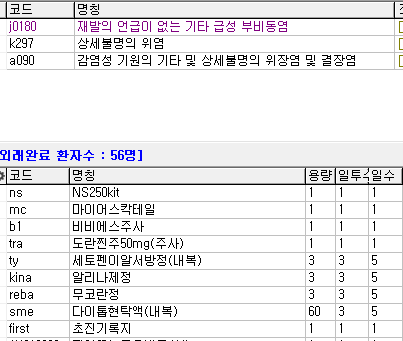 코드 명칭
j0180 재발의 언급이 없는 기타 급성 부비동염
k297 상세불명의 위염
a090 감염성 기원의 기타 및 상세불명의 위장염 및 결장염
외래완료 환자수 : 56명]
코드 명칭 용량 일투 일수
ns NS250kit 1 1 1
mc 마이어스칵테일 1 1 1
b1 비비에스주사 1 1 1
tra 도란찐주50mg(주사) 1 1 1
ty 세토펜이알서방정(내복) 3 3 5
kina 알리나제정 3 3 5
reba 무코란정 3 3 5
sme 다이톱현탁액(내복) 60 3 5
first 초진기록지 1 1 1